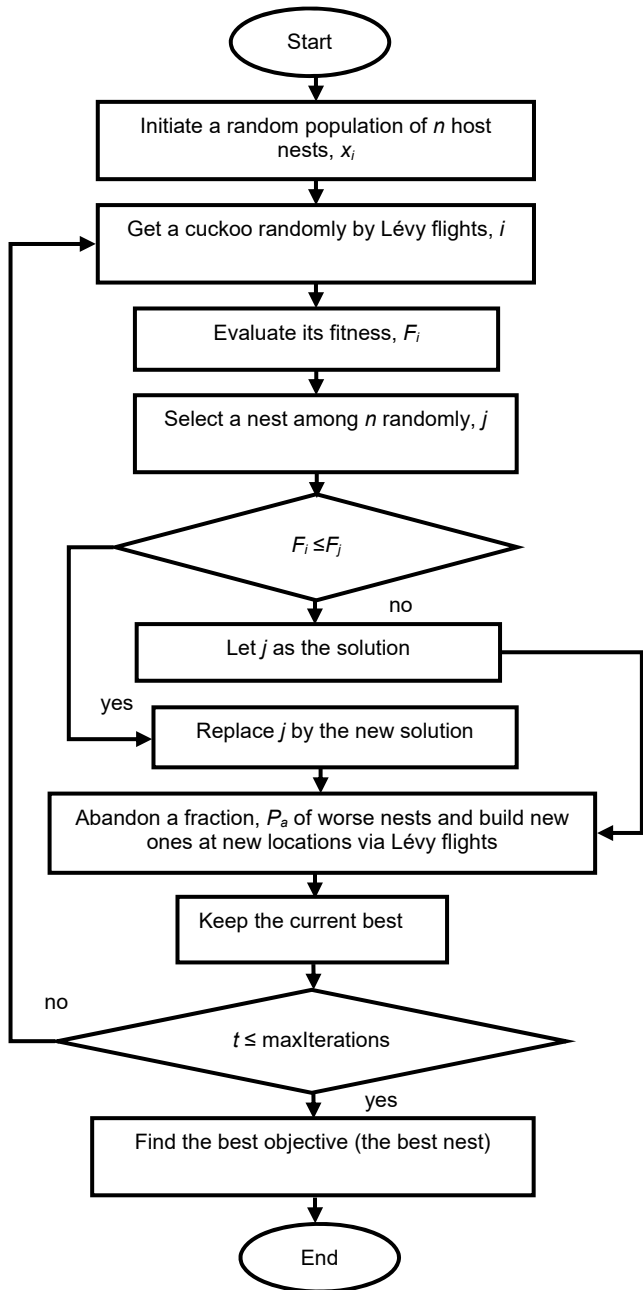 Start
Initiate a random population of n host
nests, xi
Get a cuckoo randomly by Lévy flights, i
Evaluate its fitness, Fi
Select a nest among n randomly, j
Fi ≤Fj
no
Let j as the solution
yes
Replace j by the new solution
Abandon a fraction, Pa of worse nests and build new
ones at new locations via Lévy flights
Keep the current best
no
t ≤ maxIterations
yes
Find the best objective (the best nest)
End